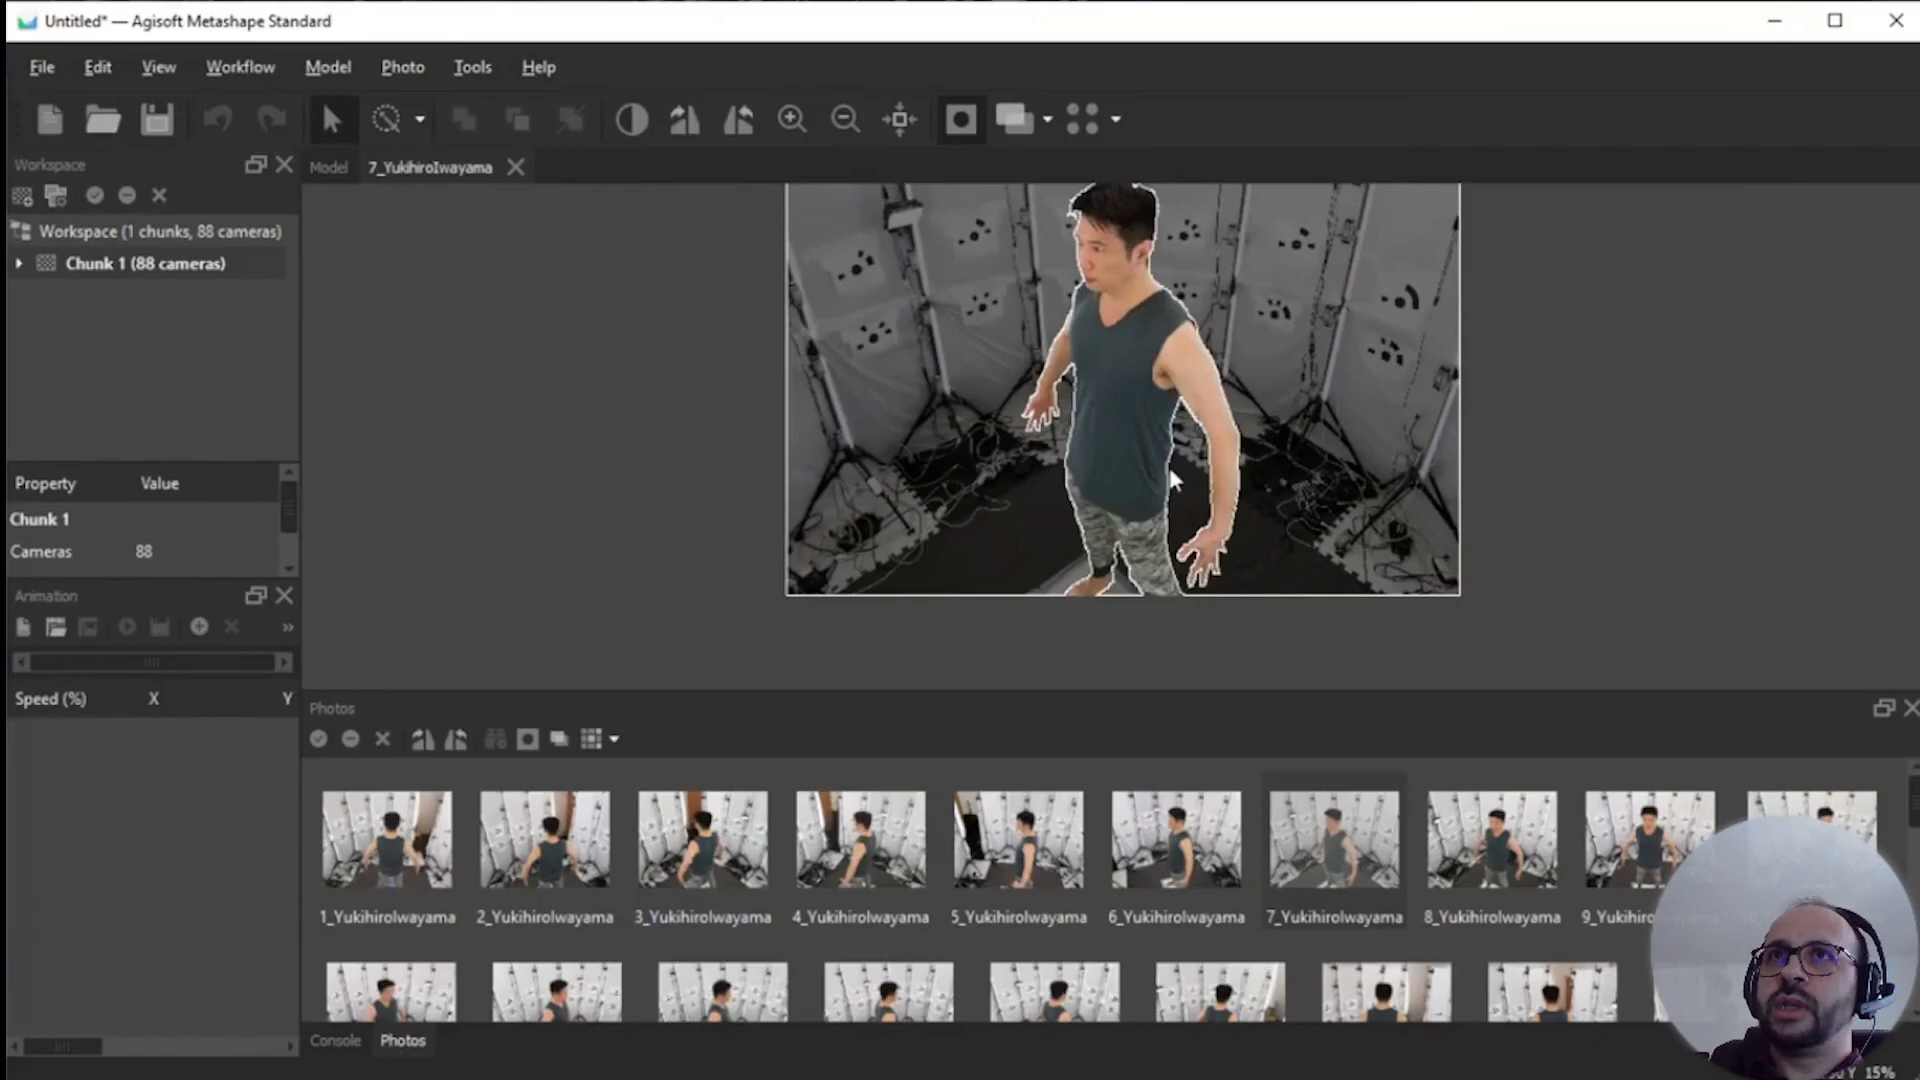 Untitled* — Agisoft Metashape Standard
File Edit View Workflow Model Photo Tools Help
Workspace
Model 7_YukihiroIwayama
Workspace (1 chunks, 88 cameras)
Chunk 1 (88 cameras)
Property Value
Chunk 1
Cameras 88
Animation
Speed (%) X Y
Photos
1_YukihiroIwayama 2_YukihiroIwayama 3_YukihiroIwayama 4_YukihiroIwayama 5_YukihiroIwayama 6_YukihiroIwayama 7_YukihiroIwayama 8_YukihiroIwayama 9_Yukihiro
Console Photos
Y 15%